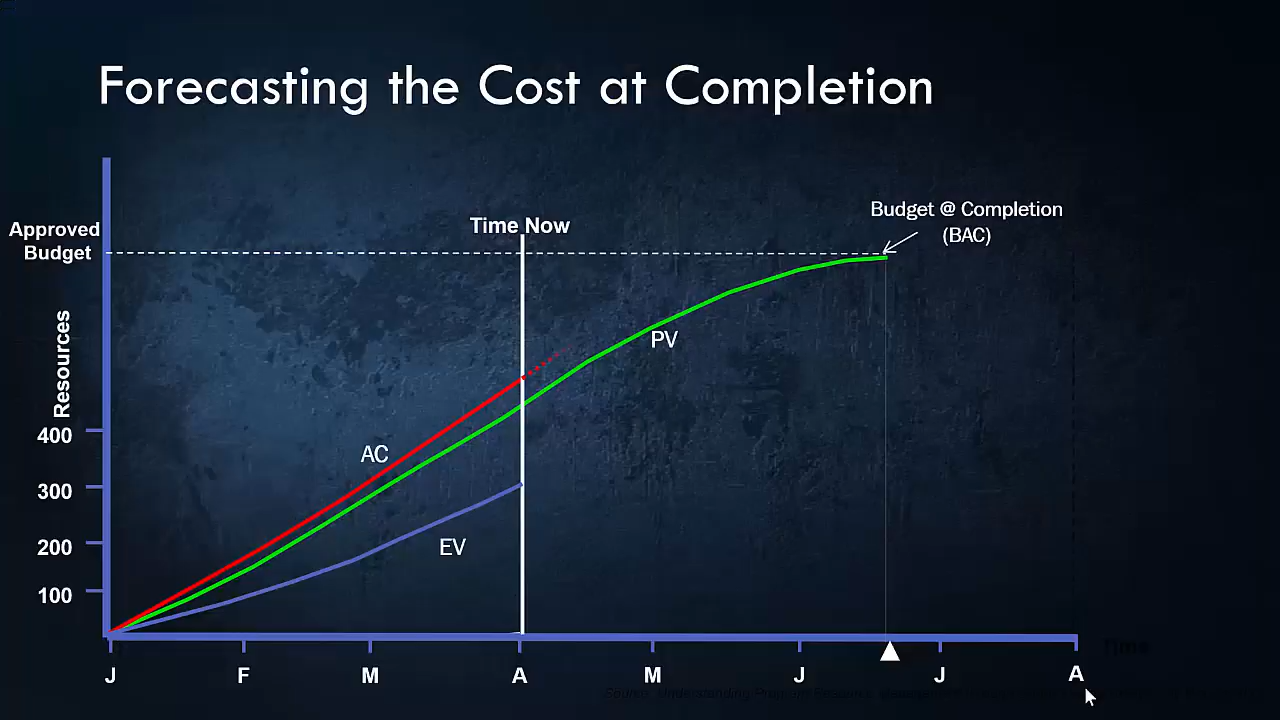 Forecasting the Cost at Completion
Budget @ Completion
(BAC)
Approved
Budget
Time Now
Resources
PV
AC
EV
400
300
200
100
J F M A M J J A
Time